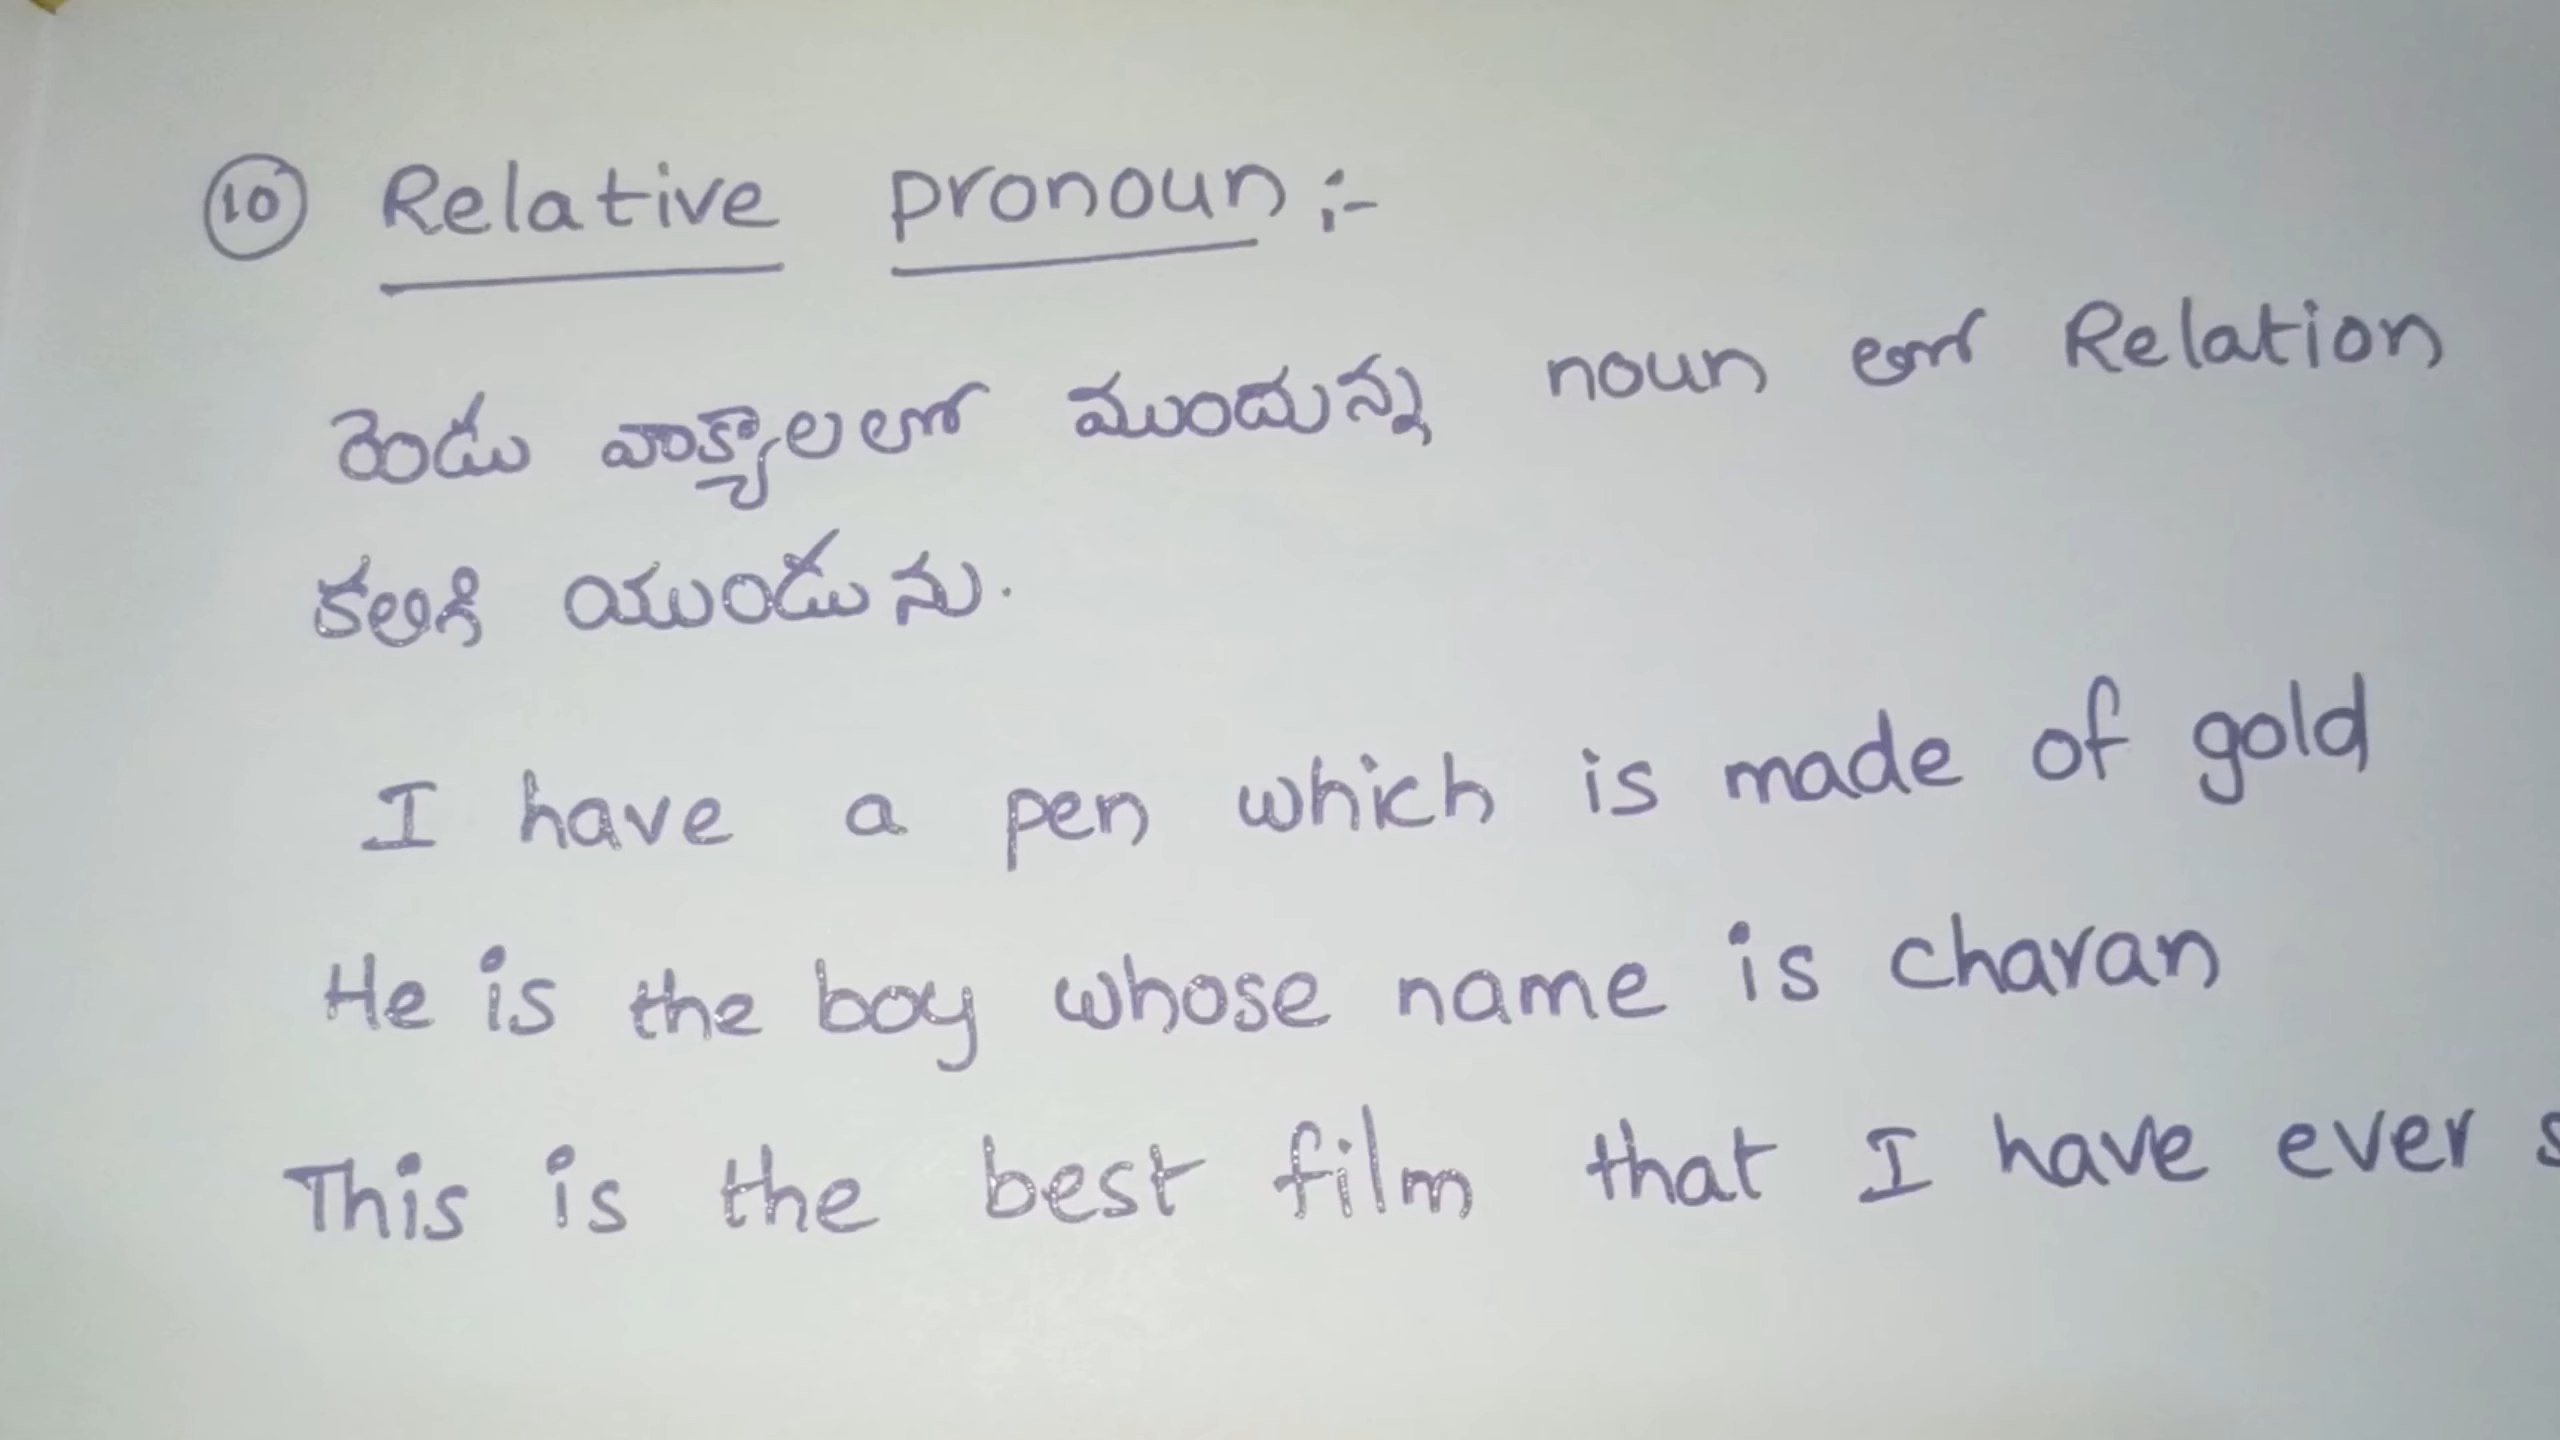 10 Relative pronoun :-
రెండు వాక్యాలలో ముందున్న noun తో Relation
కలిగి యుండును.
I have a pen which is made of gold
He is the boy whose name is charan
This is the best film that I have ever